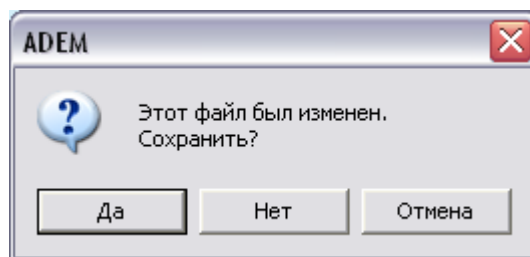 ADEM
Этот файл был изменен.
Сохранить?
Да
Нет
Отмена